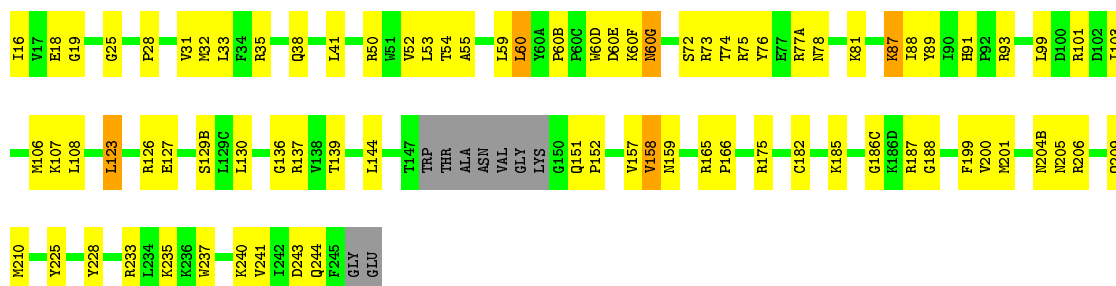 I16 V17 E18 G19 G25 P28 V31 M32 L33 F34 R35 Q38 L41 R50 W51 V52 L53 T54 A55 L59 L60 Y60A P60B P60C W60D D60E K60F N60G S72 R73 T74 R75 Y76 E77 R77A N78 K81 K87 I88 Y89 I90 H91 P92 R93 L99 D100 R101 D102
M106 K107 L108 L123 R126 E127 S129B L129C L130 G136 R137 V138 T139 L144 T147 TRP THR ALA ASN VAL GLY LYS G150 Q151 P152 V157 V158 N159 R165 P166 R175 C182 K185 G186C K186D R187 G188 F199 V200 M201 N204B N205 R206
M210 Y225 Y228 R233 L234 K235 K236 W237 K240 V241 I242 D243 Q244 F245 GLY GLU